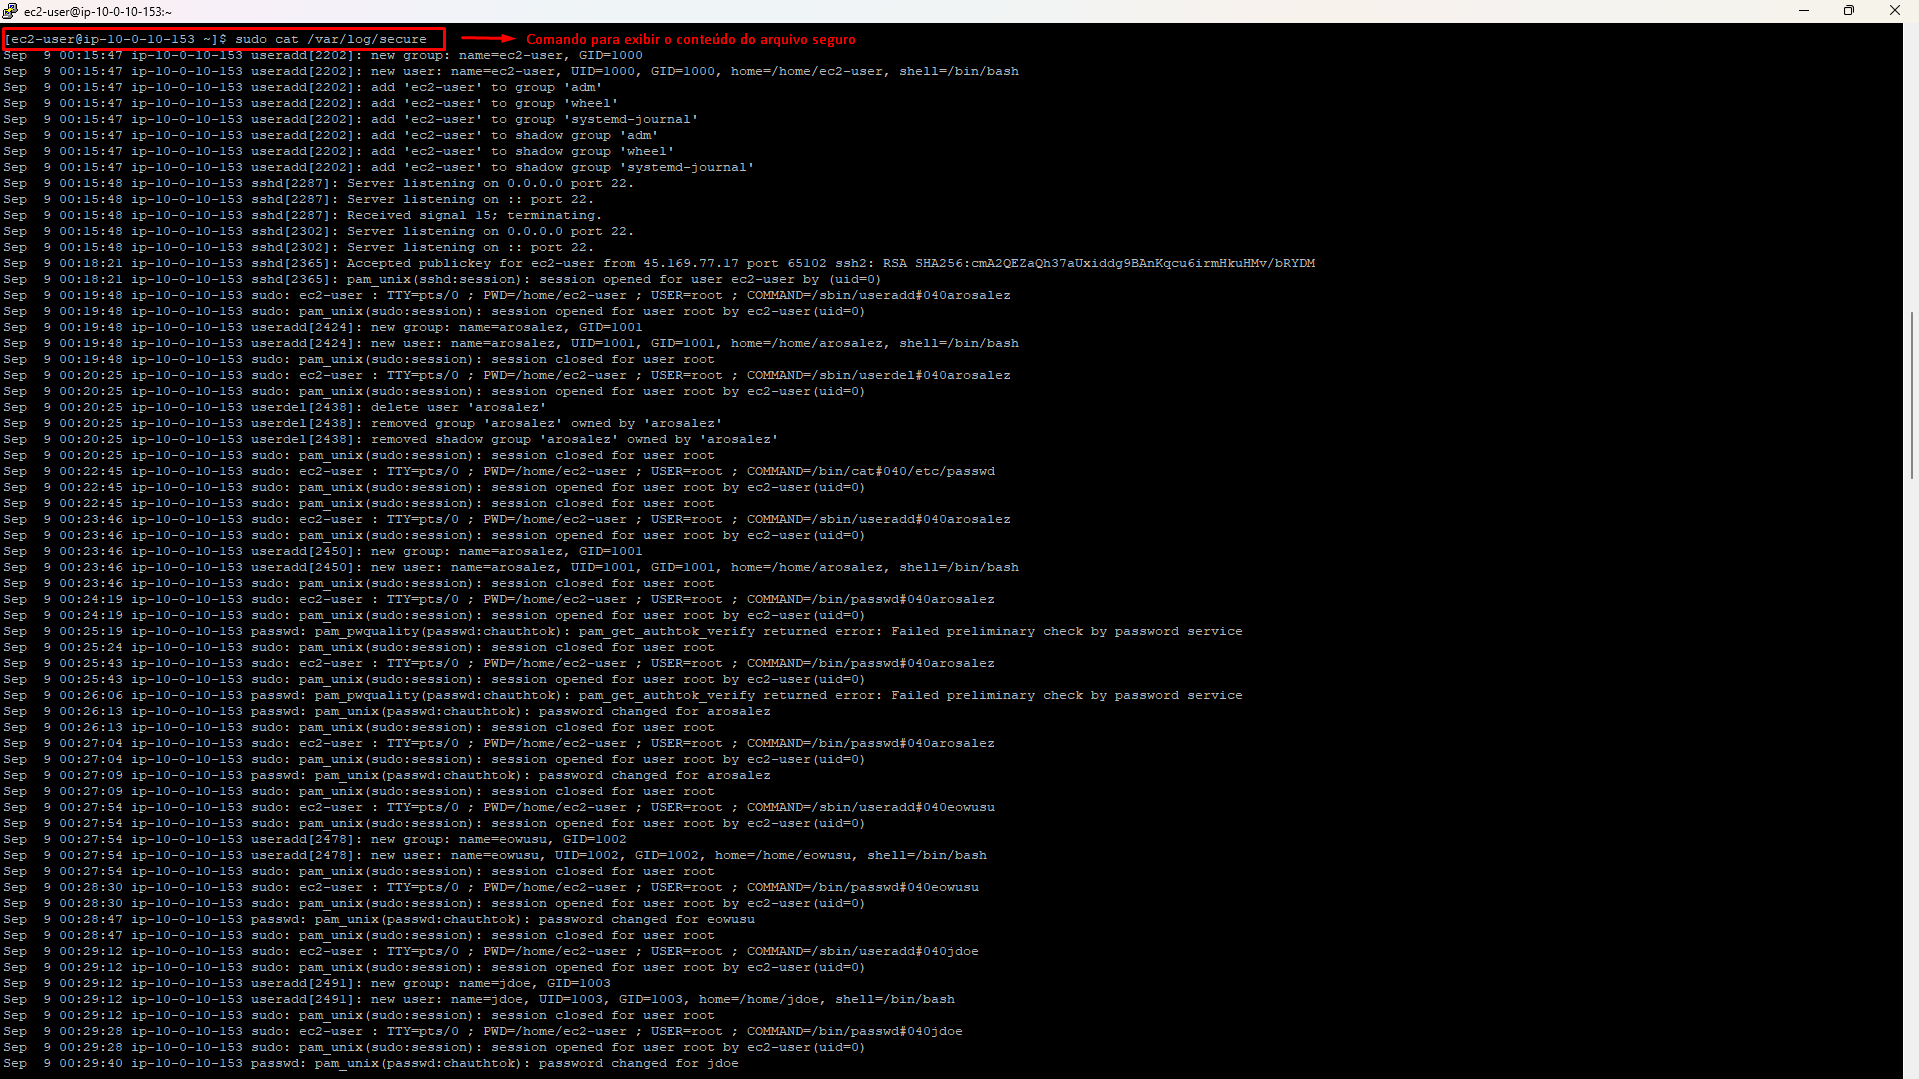 ec2-user@ip-10-0-10-153:~
[ec2-user@ip-10-0-10-153 ~]$ sudo cat /var/log/secure Comando para exibir o conteúdo do arquivo seguro
Sep  9 00:15:47 ip-10-0-10-153 useradd[2202]: new group: name=ec2-user, GID=1000
Sep  9 00:15:47 ip-10-0-10-153 useradd[2202]: new user: name=ec2-user, UID=1000, GID=1000, home=/home/ec2-user, shell=/bin/bash
Sep  9 00:15:47 ip-10-0-10-153 useradd[2202]: add 'ec2-user' to group 'adm'
Sep  9 00:15:47 ip-10-0-10-153 useradd[2202]: add 'ec2-user' to group 'wheel'
Sep  9 00:15:47 ip-10-0-10-153 useradd[2202]: add 'ec2-user' to group 'systemd-journal'
Sep  9 00:15:47 ip-10-0-10-153 useradd[2202]: add 'ec2-user' to shadow group 'adm'
Sep  9 00:15:47 ip-10-0-10-153 useradd[2202]: add 'ec2-user' to shadow group 'wheel'
Sep  9 00:15:47 ip-10-0-10-153 useradd[2202]: add 'ec2-user' to shadow group 'systemd-journal'
Sep  9 00:15:48 ip-10-0-10-153 sshd[2287]: Server listening on 0.0.0.0 port 22.
Sep  9 00:15:48 ip-10-0-10-153 sshd[2287]: Server listening on :: port 22.
Sep  9 00:15:48 ip-10-0-10-153 sshd[2287]: Received signal 15; terminating.
Sep  9 00:15:48 ip-10-0-10-153 sshd[2302]: Server listening on 0.0.0.0 port 22.
Sep  9 00:15:48 ip-10-0-10-153 sshd[2302]: Server listening on :: port 22.
Sep  9 00:18:21 ip-10-0-10-153 sshd[2365]: Accepted publickey for ec2-user from 45.169.77.17 port 65102 ssh2: RSA SHA256:cmA2QEZaQh37aUxiddg9BAnKqcu6irmHkuHMv/bRYDM
Sep  9 00:18:21 ip-10-0-10-153 sshd[2365]: pam_unix(sshd:session): session opened for user ec2-user by (uid=0)
Sep  9 00:19:48 ip-10-0-10-153 sudo: ec2-user : TTY=pts/0 ; PWD=/home/ec2-user ; USER=root ; COMMAND=/sbin/useradd#040arosalez
Sep  9 00:19:48 ip-10-0-10-153 sudo: pam_unix(sudo:session): session opened for user root by ec2-user(uid=0)
Sep  9 00:19:48 ip-10-0-10-153 useradd[2424]: new group: name=arosalez, GID=1001
Sep  9 00:19:48 ip-10-0-10-153 useradd[2424]: new user: name=arosalez, UID=1001, GID=1001, home=/home/arosalez, shell=/bin/bash
Sep  9 00:19:48 ip-10-0-10-153 sudo: pam_unix(sudo:session): session closed for user root
Sep  9 00:20:25 ip-10-0-10-153 sudo: ec2-user : TTY=pts/0 ; PWD=/home/ec2-user ; USER=root ; COMMAND=/sbin/userdel#040arosalez
Sep  9 00:20:25 ip-10-0-10-153 sudo: pam_unix(sudo:session): session opened for user root by ec2-user(uid=0)
Sep  9 00:20:25 ip-10-0-10-153 userdel[2438]: delete user 'arosalez'
Sep  9 00:20:25 ip-10-0-10-153 userdel[2438]: removed group 'arosalez' owned by 'arosalez'
Sep  9 00:20:25 ip-10-0-10-153 userdel[2438]: removed shadow group 'arosalez' owned by 'arosalez'
Sep  9 00:20:25 ip-10-0-10-153 sudo: pam_unix(sudo:session): session closed for user root
Sep  9 00:22:45 ip-10-0-10-153 sudo: ec2-user : TTY=pts/0 ; PWD=/home/ec2-user ; USER=root ; COMMAND=/bin/cat#040/etc/passwd
Sep  9 00:22:45 ip-10-0-10-153 sudo: pam_unix(sudo:session): session opened for user root by ec2-user(uid=0)
Sep  9 00:22:45 ip-10-0-10-153 sudo: pam_unix(sudo:session): session closed for user root
Sep  9 00:23:46 ip-10-0-10-153 sudo: ec2-user : TTY=pts/0 ; PWD=/home/ec2-user ; USER=root ; COMMAND=/sbin/useradd#040arosalez
Sep  9 00:23:46 ip-10-0-10-153 sudo: pam_unix(sudo:session): session opened for user root by ec2-user(uid=0)
Sep  9 00:23:46 ip-10-0-10-153 useradd[2450]: new group: name=arosalez, GID=1001
Sep  9 00:23:46 ip-10-0-10-153 useradd[2450]: new user: name=arosalez, UID=1001, GID=1001, home=/home/arosalez, shell=/bin/bash
Sep  9 00:23:46 ip-10-0-10-153 sudo: pam_unix(sudo:session): session closed for user root
Sep  9 00:24:19 ip-10-0-10-153 sudo: ec2-user : TTY=pts/0 ; PWD=/home/ec2-user ; USER=root ; COMMAND=/bin/passwd#040arosalez
Sep  9 00:24:19 ip-10-0-10-153 sudo: pam_unix(sudo:session): session opened for user root by ec2-user(uid=0)
Sep  9 00:25:19 ip-10-0-10-153 passwd: pam_pwquality(passwd:chauthtok): pam_get_authtok_verify returned error: Failed preliminary check by password service
Sep  9 00:25:24 ip-10-0-10-153 sudo: pam_unix(sudo:session): session closed for user root
Sep  9 00:25:43 ip-10-0-10-153 sudo: ec2-user : TTY=pts/0 ; PWD=/home/ec2-user ; USER=root ; COMMAND=/bin/passwd#040arosalez
Sep  9 00:25:43 ip-10-0-10-153 sudo: pam_unix(sudo:session): session opened for user root by ec2-user(uid=0)
Sep  9 00:26:06 ip-10-0-10-153 passwd: pam_pwquality(passwd:chauthtok): pam_get_authtok_verify returned error: Failed preliminary check by password service
Sep  9 00:26:13 ip-10-0-10-153 passwd: pam_unix(passwd:chauthtok): password changed for arosalez
Sep  9 00:26:13 ip-10-0-10-153 sudo: pam_unix(sudo:session): session closed for user root
Sep  9 00:27:04 ip-10-0-10-153 sudo: ec2-user : TTY=pts/0 ; PWD=/home/ec2-user ; USER=root ; COMMAND=/bin/passwd#040arosalez
Sep  9 00:27:04 ip-10-0-10-153 sudo: pam_unix(sudo:session): session opened for user root by ec2-user(uid=0)
Sep  9 00:27:09 ip-10-0-10-153 passwd: pam_unix(passwd:chauthtok): password changed for arosalez
Sep  9 00:27:09 ip-10-0-10-153 sudo: pam_unix(sudo:session): session closed for user root
Sep  9 00:27:54 ip-10-0-10-153 sudo: ec2-user : TTY=pts/0 ; PWD=/home/ec2-user ; USER=root ; COMMAND=/sbin/useradd#040eowusu
Sep  9 00:27:54 ip-10-0-10-153 sudo: pam_unix(sudo:session): session opened for user root by ec2-user(uid=0)
Sep  9 00:27:54 ip-10-0-10-153 useradd[2478]: new group: name=eowusu, GID=1002
Sep  9 00:27:54 ip-10-0-10-153 useradd[2478]: new user: name=eowusu, UID=1002, GID=1002, home=/home/eowusu, shell=/bin/bash
Sep  9 00:27:54 ip-10-0-10-153 sudo: pam_unix(sudo:session): session closed for user root
Sep  9 00:28:30 ip-10-0-10-153 sudo: ec2-user : TTY=pts/0 ; PWD=/home/ec2-user ; USER=root ; COMMAND=/bin/passwd#040eowusu
Sep  9 00:28:30 ip-10-0-10-153 sudo: pam_unix(sudo:session): session opened for user root by ec2-user(uid=0)
Sep  9 00:28:47 ip-10-0-10-153 passwd: pam_unix(passwd:chauthtok): password changed for eowusu
Sep  9 00:28:47 ip-10-0-10-153 sudo: pam_unix(sudo:session): session closed for user root
Sep  9 00:29:12 ip-10-0-10-153 sudo: ec2-user : TTY=pts/0 ; PWD=/home/ec2-user ; USER=root ; COMMAND=/sbin/useradd#040jdoe
Sep  9 00:29:12 ip-10-0-10-153 sudo: pam_unix(sudo:session): session opened for user root by ec2-user(uid=0)
Sep  9 00:29:12 ip-10-0-10-153 useradd[2491]: new group: name=jdoe, GID=1003
Sep  9 00:29:12 ip-10-0-10-153 useradd[2491]: new user: name=jdoe, UID=1003, GID=1003, home=/home/jdoe, shell=/bin/bash
Sep  9 00:29:12 ip-10-0-10-153 sudo: pam_unix(sudo:session): session closed for user root
Sep  9 00:29:28 ip-10-0-10-153 sudo: ec2-user : TTY=pts/0 ; PWD=/home/ec2-user ; USER=root ; COMMAND=/bin/passwd#040jdoe
Sep  9 00:29:28 ip-10-0-10-153 sudo: pam_unix(sudo:session): session opened for user root by ec2-user(uid=0)
Sep  9 00:29:40 ip-10-0-10-153 passwd: pam_unix(passwd:chauthtok): password changed for jdoe